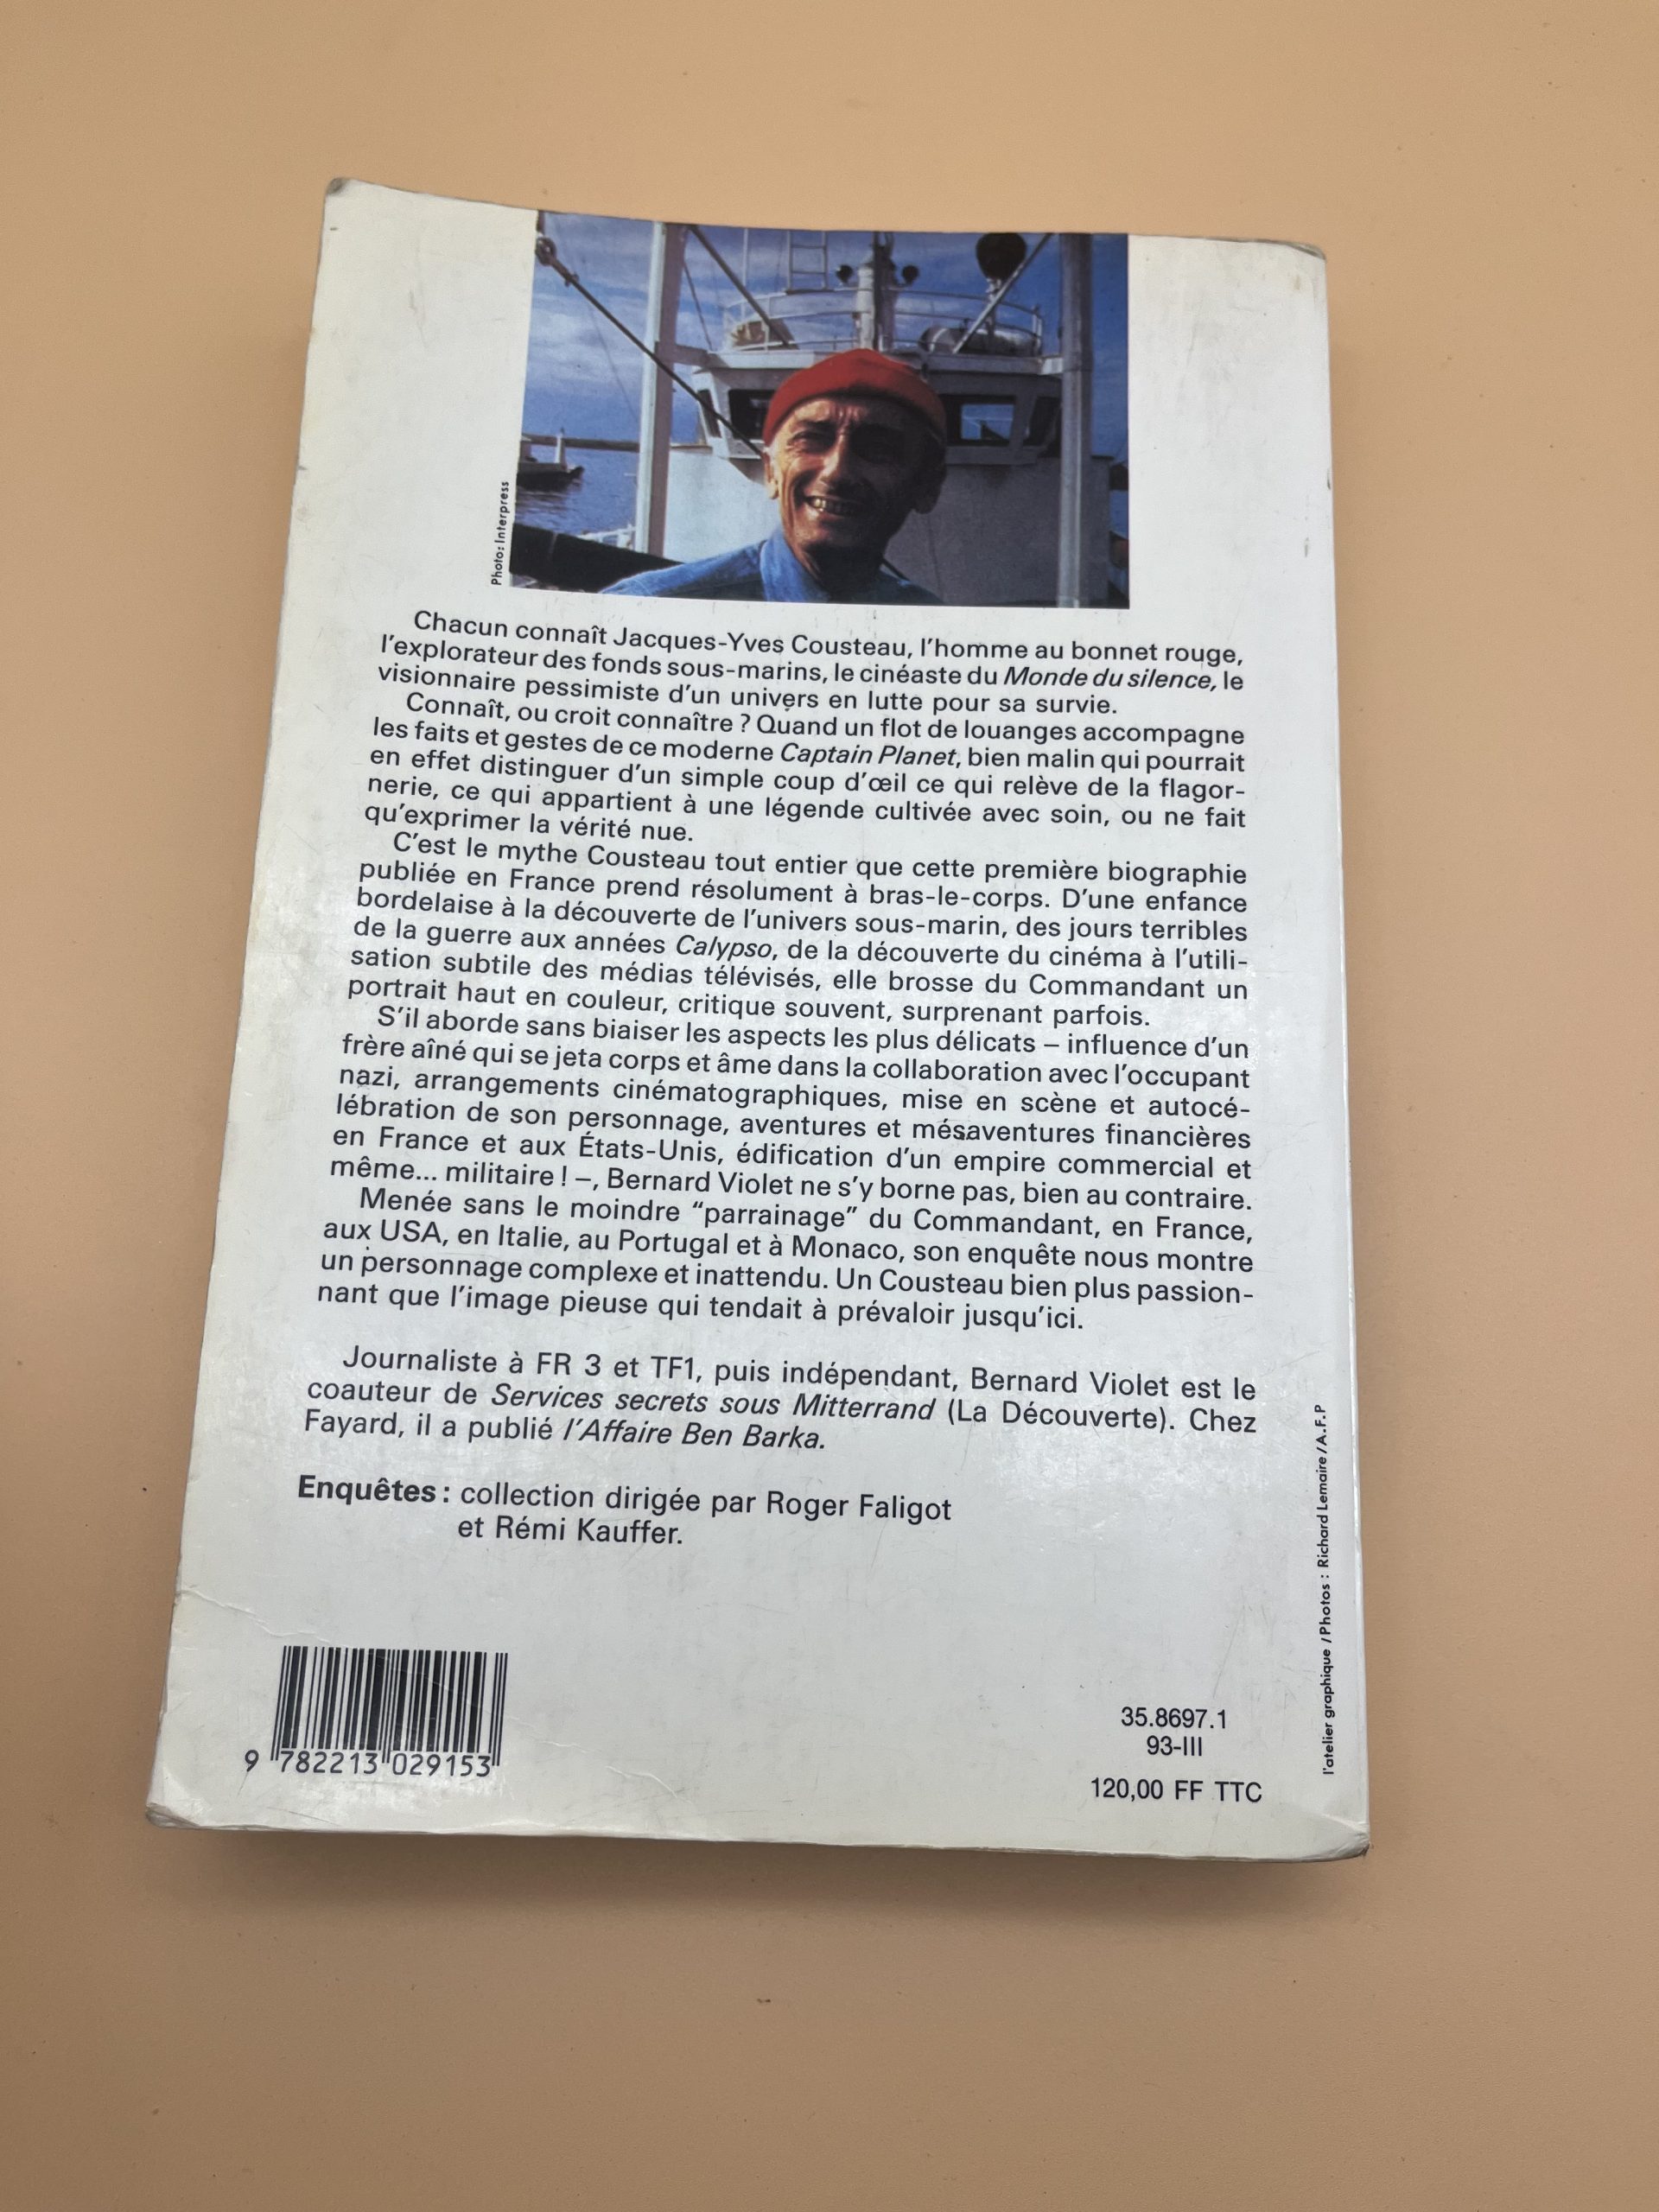 Photo: Interpress
Chacun connaît Jacques-Yves Cousteau, l'homme au bonnet rouge,
l'explorateur des fonds sous-marins, le cinéaste du Monde du silence, le
visionnaire pessimiste d'un univers en lutte pour sa survie.
Connaît, ou croit connaître ? Quand un flot de louanges accompagne
les faits et gestes de ce moderne Captain Planet, bien malin qui pourrait
en effet distinguer d'un simple coup d'œil ce qui relève de la flagor-
nerie, ce qui appartient à une légende cultivée avec soin, ou ne fait
qu'exprimer la vérité nue.
C'est le mythe Cousteau tout entier que cette première biographie
publiée en France prend résolument à bras-le-corps. D'une enfance
bordelaise à la découverte de l'univers sous-marin, des jours terribles
de la guerre aux années Calypso, de la découverte du cinéma à l'utili-
sation subtile des médias télévisés, elle brosse du Commandant un
portrait haut en couleur, critique souvent, surprenant parfois.
S'il aborde sans biaiser les aspects les plus délicats – influence d'un
frère aîné qui se jeta corps et âme dans la collaboration avec l'occupant
nazi, arrangements cinématographiques, mise en scène et autocé-
lébration de son personnage, aventures et mésaventures financières
en France et aux États-Unis, édification d'un empire commercial et
même... militaire ! –, Bernard Violet ne s'y borne pas, bien au contraire.
Menée sans le moindre “parrainage” du Commandant, en France,
aux USA, en Italie, au Portugal et à Monaco, son enquête nous montre
un personnage complexe et inattendu. Un Cousteau bien plus passion-
nant que l'image pieuse qui tendait à prévaloir jusqu'ici.
Journaliste à FR 3 et TF1, puis indépendant, Bernard Violet est le
coauteur de Services secrets sous Mitterrand (La Découverte). Chez
Fayard, il a publié l'Affaire Ben Barka.
Enquêtes : collection dirigée par Roger Faligot
et Rémi Kauffer.
l'atelier graphique / Photos : Richard Lemaire / A.F.P
9 782213 029153
35.8697.1
93-III
120,00 FF TTC